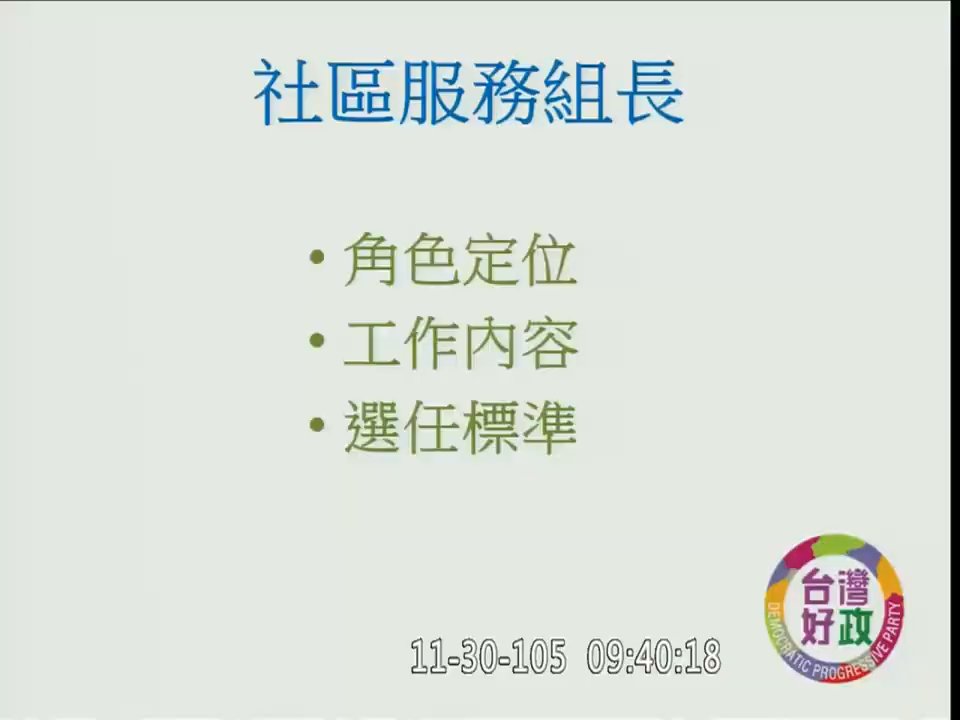 社區服務組長
• 角色定位
• 工作內容
• 選任標準
台灣
好政
DEMOCRATIC PROGRESSIVE PARTY
11-30-105 09:40:18